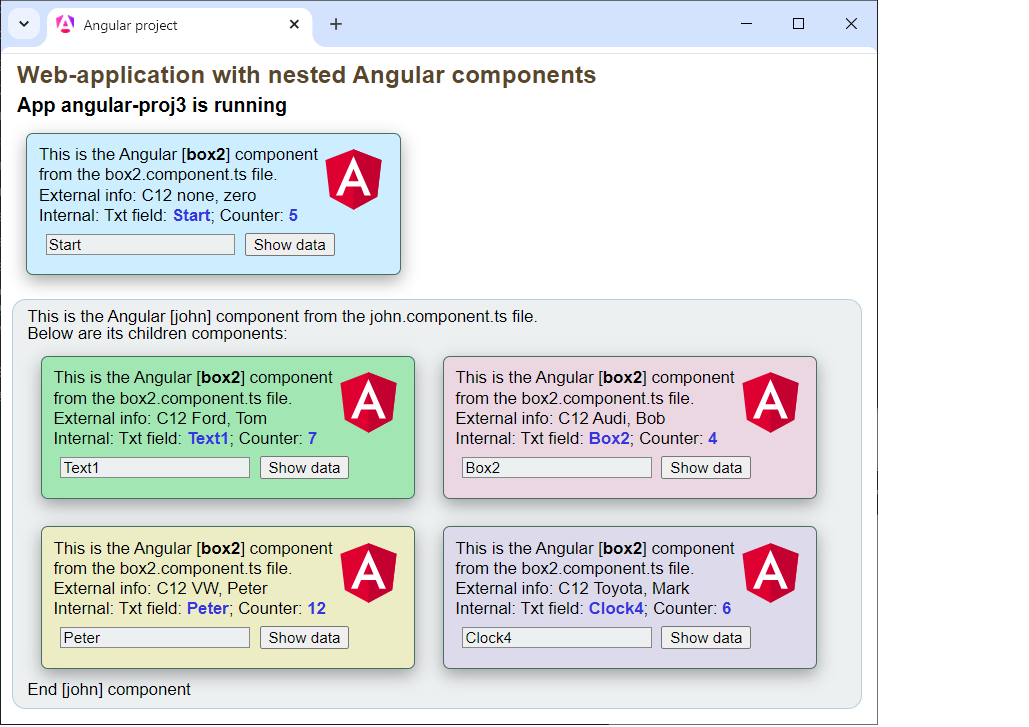 Angular project
Web-application with nested Angular components
App angular-proj3 is running
This is the Angular [box2] component
from the box2.component.ts file.
External info: C12 none, zero
Internal: Txt field: Start; Counter: 5
Start Show data
This is the Angular [john] component from the john.component.ts file.
Below are its children components:
This is the Angular [box2] component
from the box2.component.ts file.
External info: C12 Ford, Tom
Internal: Txt field: Text1; Counter: 7
Text1 Show data
This is the Angular [box2] component
from the box2.component.ts file.
External info: C12 Audi, Bob
Internal: Txt field: Box2; Counter: 4
Box2 Show data
This is the Angular [box2] component
from the box2.component.ts file.
External info: C12 VW, Peter
Internal: Txt field: Peter; Counter: 12
Peter Show data
This is the Angular [box2] component
from the box2.component.ts file.
External info: C12 Toyota, Mark
Internal: Txt field: Clock4; Counter: 6
Clock4 Show data
End [john] component